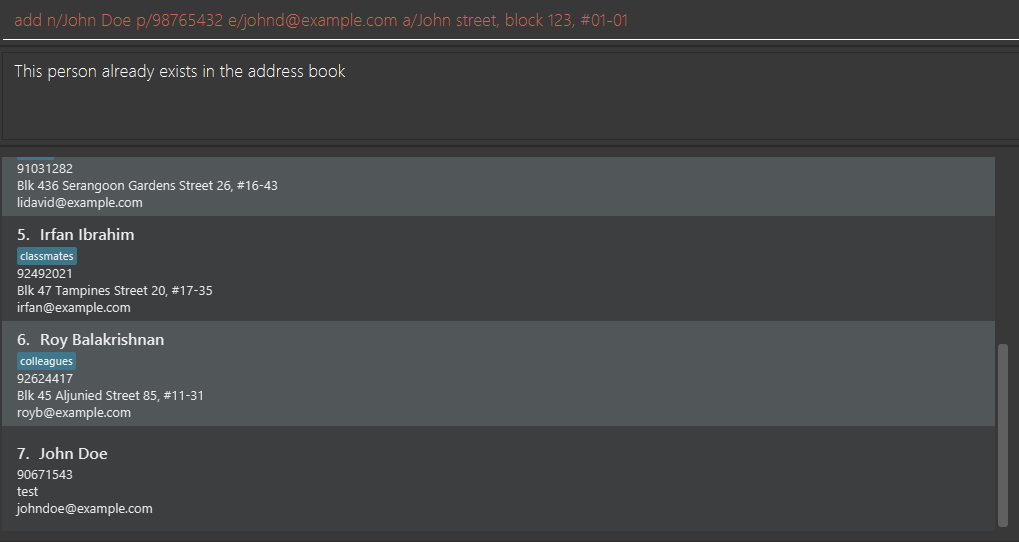 add n/John Doe p/98765432 e/johnd@example.com a/John street, block 123, #01-01
This person already exists in the address book
91031282
Blk 436 Serangoon Gardens Street 26, #16-43
lidavid@example.com
5. Irfan Ibrahim
classmates
92492021
Blk 47 Tampines Street 20, #17-35
irfan@example.com
6. Roy Balakrishnan
colleagues
92624417
Blk 45 Aljunied Street 85, #11-31
royb@example.com
7. John Doe
90671543
test
johndoe@example.com